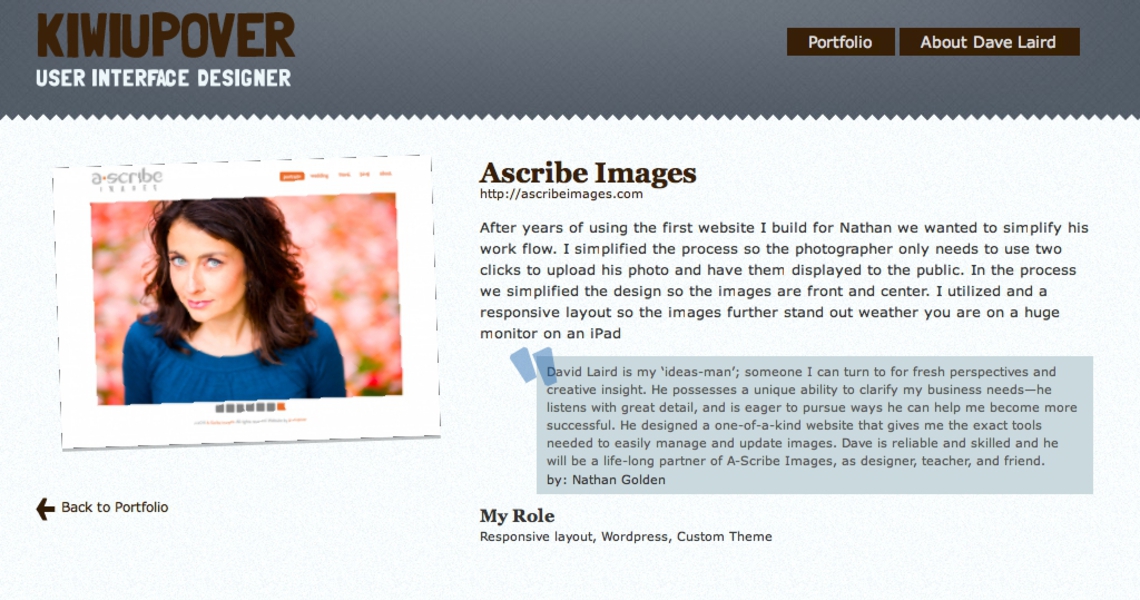 KIWIUPOVER
USER INTERFACE DESIGNER
Portfolio
About Dave Laird
a·scribe
IMAGES
Ascribe Images
http://ascribeimages.com
After years of using the first website I build for Nathan we wanted to simplify his
work flow. I simplified the process so the photographer only needs to use two
clicks to upload his photo and have them displayed to the public. In the process
we simplified the design so the images are front and center. I utilized and a
responsive layout so the images further stand out weather you are on a huge
monitor on an iPad
David Laird is my ‘ideas-man’; someone I can turn to for fresh perspectives and
creative insight. He possesses a unique ability to clarify my business needs—he
listens with great detail, and is eager to pursue ways he can help me become more
successful. He designed a one-of-a-kind website that gives me the exact tools
needed to easily manage and update images. Dave is reliable and skilled and he
will be a life-long partner of A-Scribe Images, as designer, teacher, and friend.
by: Nathan Golden
Back to Portfolio
My Role
Responsive layout, Wordpress, Custom Theme